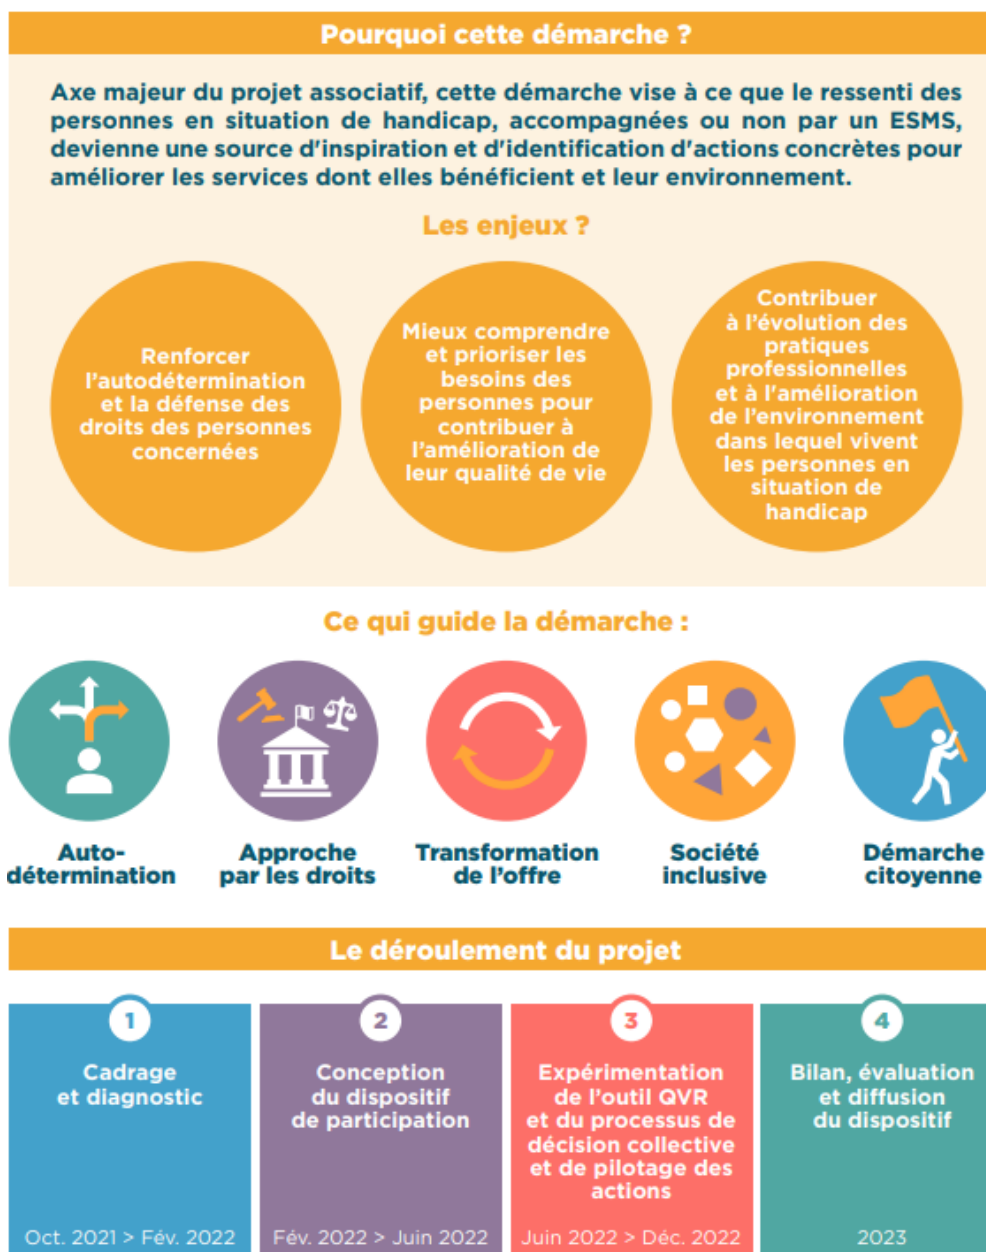 Pourquoi cette démarche ?
Axe majeur du projet associatif, cette démarche vise à ce que le ressenti des
personnes en situation de handicap, accompagnées ou non par un ESMS,
devienne une source d'inspiration et d'identification d'actions concrètes pour
améliorer les services dont elles bénéficient et leur environnement.
Les enjeux ?
Renforcer
l'autodétermination
et la défense des
droits des personnes
concernées
Mieux comprendre
et prioriser les
besoins des
personnes pour
contribuer à
l'amélioration de
leur qualité de vie
Contribuer
à l'évolution des
pratiques
professionnelles
et à l'amélioration
de l'environnement
dans lequel vivent
les personnes en
situation de
handicap
Ce qui guide la démarche :
Auto-
détermination
Approche
par les droits
Transformation
de l'offre
Société
inclusive
Démarche
citoyenne
Le déroulement du projet
1
Cadrage
et diagnostic
Oct. 2021 > Fév. 2022
2
Conception
du dispositif
de participation
Fév. 2022 > Juin 2022
3
Expérimentation
de l'outil QVR
et du processus de
décision collective
et de pilotage des
actions
Juin 2022 > Déc. 2022
4
Bilan, évaluation
et diffusion
du dispositif
2023